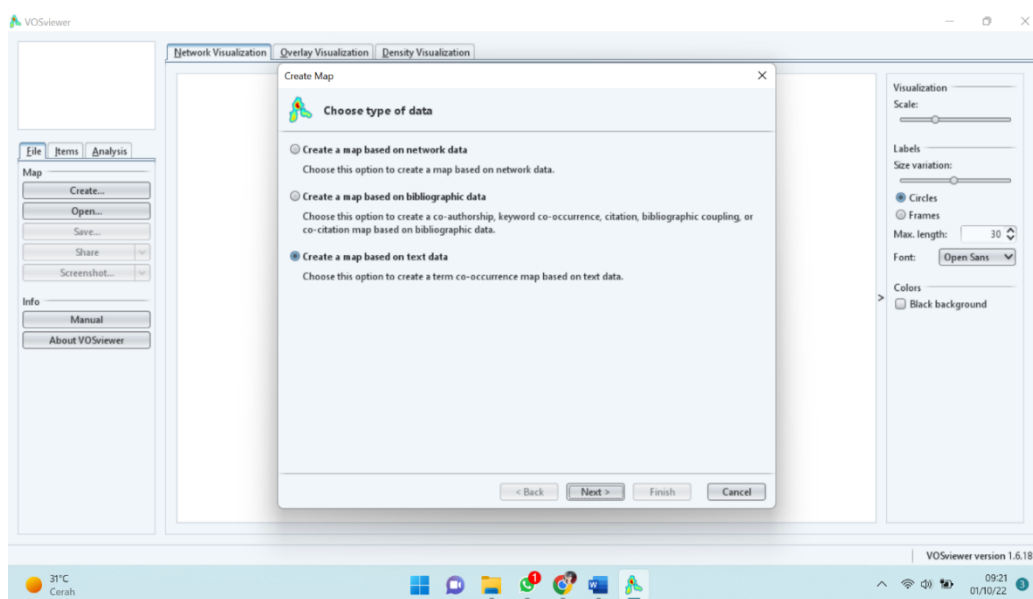 VOSviewer
Network Visualization Overlay Visualization Density Visualization
Create Map
Choose type of data
Create a map based on network data
Choose this option to create a map based on network data.
Create a map based on bibliographic data
Choose this option to create a co-authorship, keyword co-occurrence, citation, bibliographic coupling, or
co-citation map based on bibliographic data.
Create a map based on text data
Choose this option to create a term co-occurrence map based on text data.
< Back Next > Finish Cancel
File Items Analysis
Map
Create...
Open...
Save...
Share
Screenshot...
Info
Manual
About VOSviewer
Visualization
Scale:
Labels
Size variation:
Circles
Frames
Max. length: 30
Font: Open Sans
Colors
Black background
>
VOSviewer version 1.6.18
31°C
Cerah
1
W
09:21
01/10/22
3